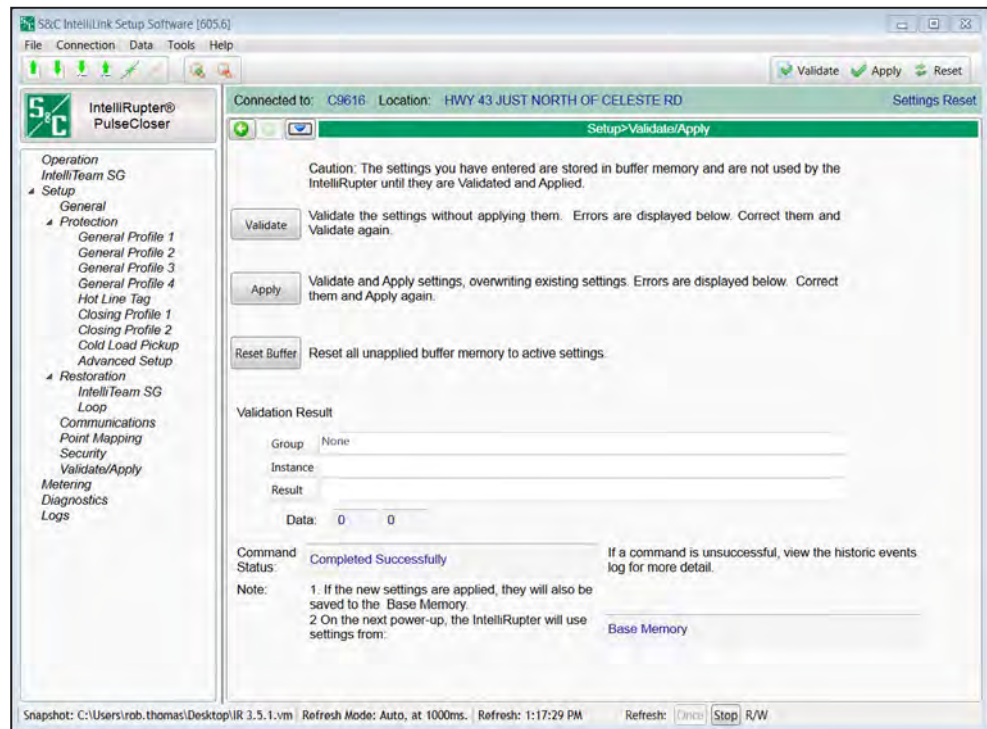 S&C IntelliLink Setup Software [605.6]
File Connection Data Tools Help
Validate Apply Reset
S&C
IntelliRupter®
PulseCloser
Connected to: C9616 Location: HWY 43 JUST NORTH OF CELESTE RD Settings Reset
Setup>Validate/Apply
Operation
IntelliTeam SG
Setup
General
Protection
General Profile 1
General Profile 2
General Profile 3
General Profile 4
Hot Line Tag
Closing Profile 1
Closing Profile 2
Cold Load Pickup
Advanced Setup
Restoration
IntelliTeam SG
Loop
Communications
Point Mapping
Security
Validate/Apply
Metering
Diagnostics
Logs
Caution: The settings you have entered are stored in buffer memory and are not used by the
IntelliRupter until they are Validated and Applied.
Validate
Validate the settings without applying them. Errors are displayed below. Correct them and
Validate again.
Apply
Validate and Apply settings, overwriting existing settings. Errors are displayed below. Correct
them and Apply again.
Reset Buffer
Reset all unapplied buffer memory to active settings.
Validation Result
Group None
Instance
Result
Data: 0 0
Command
Status:
Completed Successfully
If a command is unsuccessful, view the historic events
log for more detail.
Note:
1. If the new settings are applied, they will also be
saved to the Base Memory.
2 On the next power-up, the IntelliRupter will use
settings from:
Base Memory
Snapshot: C:\Users\rob.thomas\Desktop\IR 3.5.1.vm Refresh Mode: Auto, at 1000ms. Refresh: 1:17:29 PM Refresh: Once Stop R/W